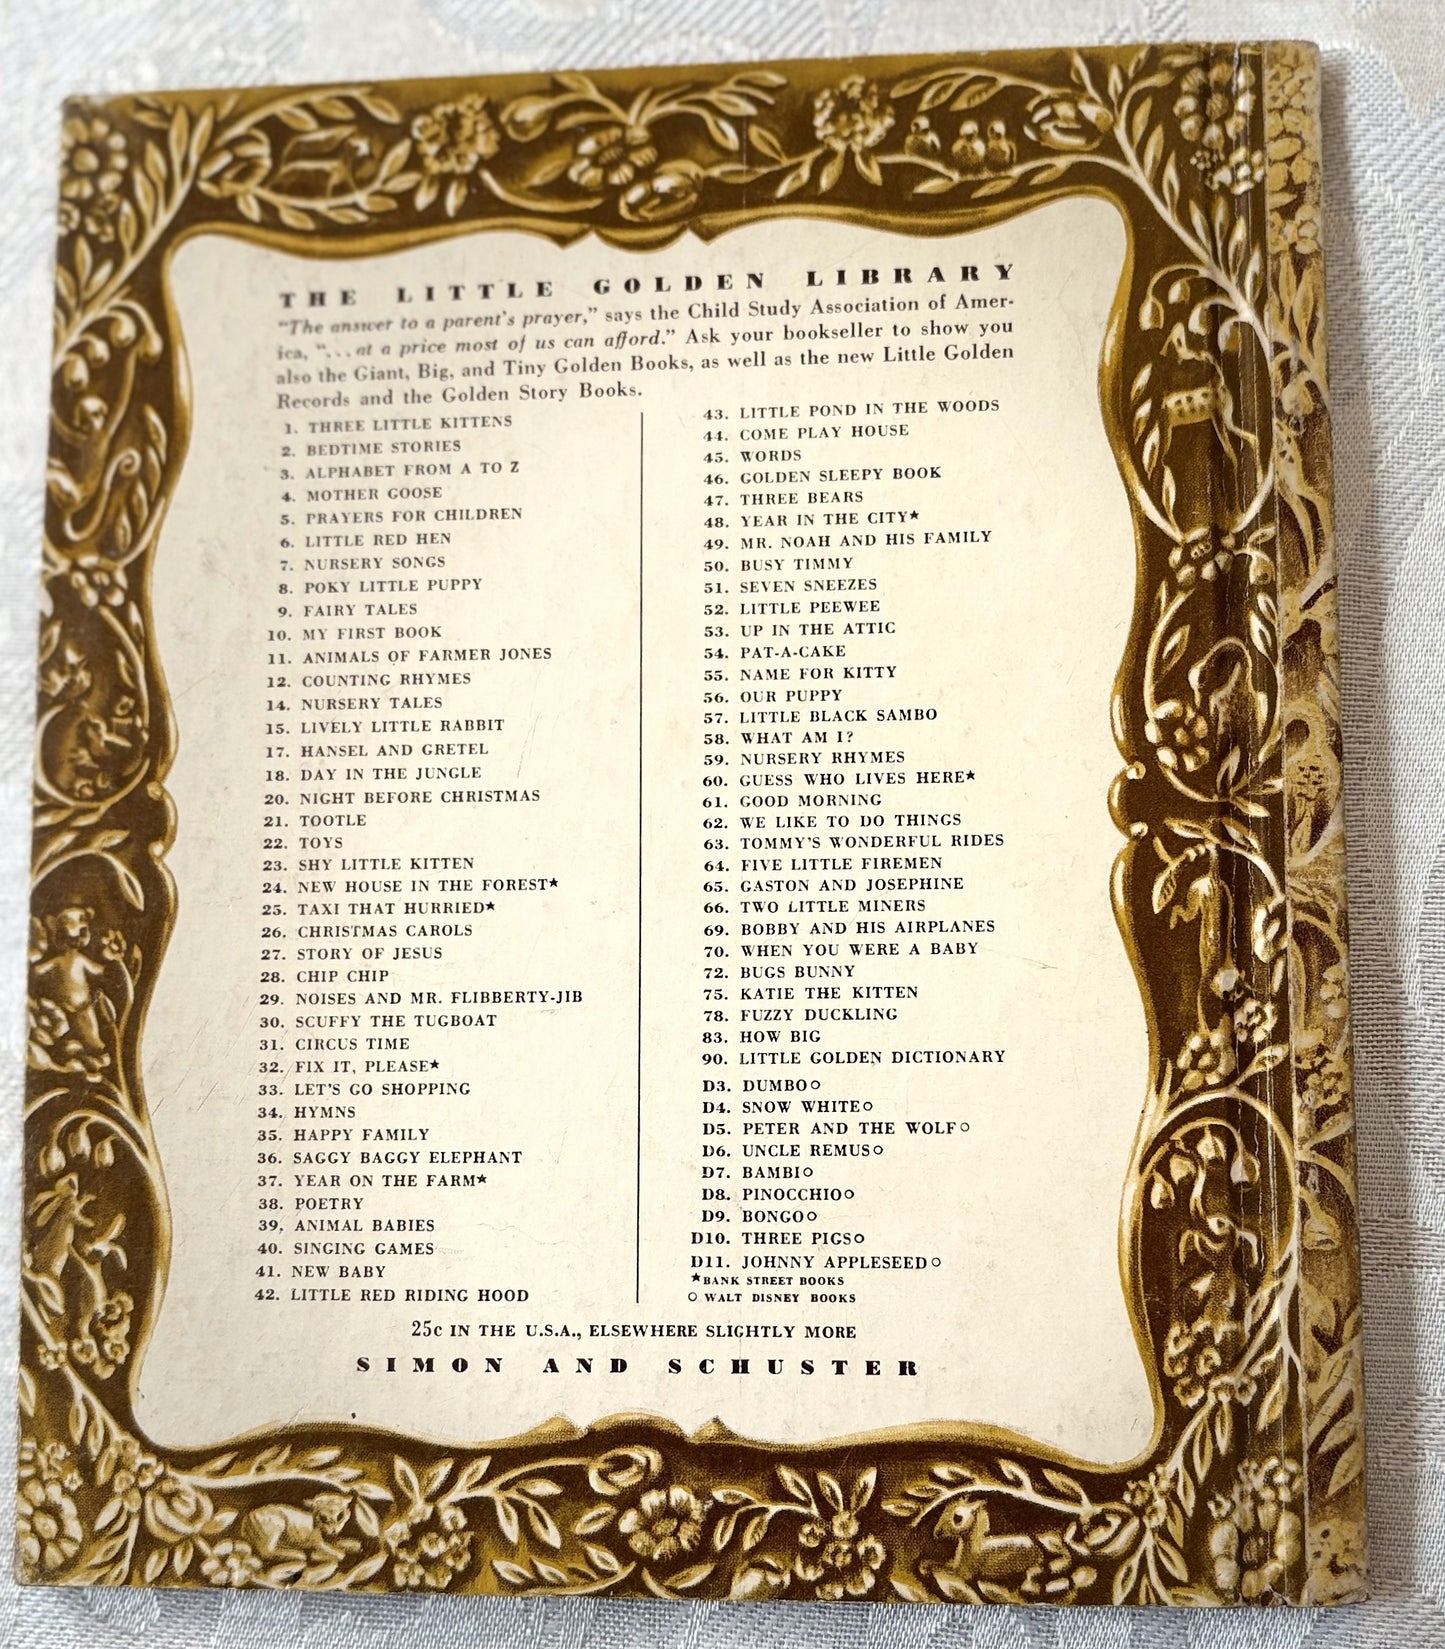 THE LITTLE GOLDEN LIBRARY
"The answer to a parent's prayer," says the Child Study Association of Amer-
ica, "...at a price most of us can afford." Ask your bookseller to show you
also the Giant, Big, and Tiny Golden Books, as well as the new Little Golden
Records and the Golden Story Books.
1. THREE LITTLE KITTENS
2. BEDTIME STORIES
3. ALPHABET FROM A TO Z
4. MOTHER GOOSE
5. PRAYERS FOR CHILDREN
6. LITTLE RED HEN
7. NURSERY SONGS
8. POKY LITTLE PUPPY
9. FAIRY TALES
10. MY FIRST BOOK
11. ANIMALS OF FARMER JONES
12. COUNTING RHYMES
14. NURSERY TALES
15. LIVELY LITTLE RABBIT
17. HANSEL AND GRETEL
18. DAY IN THE JUNGLE
20. NIGHT BEFORE CHRISTMAS
21. TOOTLE
22. TOYS
23. SHY LITTLE KITTEN
24. NEW HOUSE IN THE FOREST★
25. TAXI THAT HURRIED★
26. CHRISTMAS CAROLS
27. STORY OF JESUS
28. CHIP CHIP
29. NOISES AND MR. FLIBBERTY-JIB
30. SCUFFY THE TUGBOAT
31. CIRCUS TIME
32. FIX IT, PLEASE★
33. LET'S GO SHOPPING
34. HYMNS
35. HAPPY FAMILY
36. SAGGY BAGGY ELEPHANT
37. YEAR ON THE FARM★
38. POETRY
39. ANIMAL BABIES
40. SINGING GAMES
41. NEW BABY
42. LITTLE RED RIDING HOOD
43. LITTLE POND IN THE WOODS
44. COME PLAY HOUSE
45. WORDS
46. GOLDEN SLEEPY BOOK
47. THREE BEARS
48. YEAR IN THE CITY★
49. MR. NOAH AND HIS FAMILY
50. BUSY TIMMY
51. SEVEN SNEEZES
52. LITTLE PEEWEE
53. UP IN THE ATTIC
54. PAT-A-CAKE
55. NAME FOR KITTY
56. OUR PUPPY
57. LITTLE BLACK SAMBO
58. WHAT AM I?
59. NURSERY RHYMES
60. GUESS WHO LIVES HERE★
61. GOOD MORNING
62. WE LIKE TO DO THINGS
63. TOMMY'S WONDERFUL RIDES
64. FIVE LITTLE FIREMEN
65. GASTON AND JOSEPHINE
66. TWO LITTLE MINERS
69. BOBBY AND HIS AIRPLANES
70. WHEN YOU WERE A BABY
72. BUGS BUNNY
75. KATIE THE KITTEN
78. FUZZY DUCKLING
83. HOW BIG
90. LITTLE GOLDEN DICTIONARY
D3. DUMBO○
D4. SNOW WHITE○
D5. PETER AND THE WOLF○
D6. UNCLE REMUS○
D7. BAMBI○
D8. PINOCCHIO○
D9. BONGO○
D10. THREE PIGS○
D11. JOHNNY APPLESEED○
★BANK STREET BOOKS
○ WALT DISNEY BOOKS
25c IN THE U.S.A., ELSEWHERE SLIGHTLY MORE
SIMON AND SCHUSTER